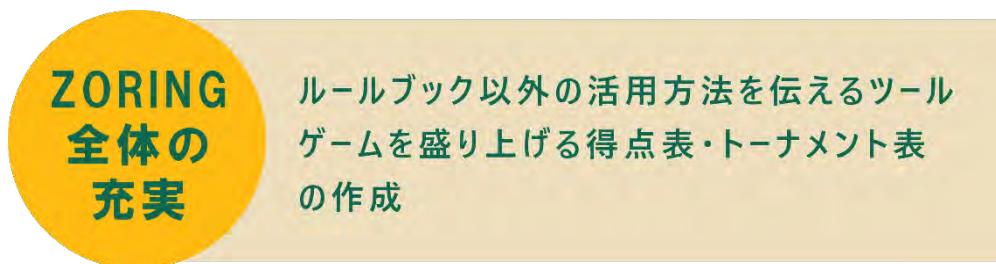 ZORING
全体の
充実
ルールブック以外の活用方法を伝えるツール
ゲームを盛り上げる得点表・トーナメント表
の作成